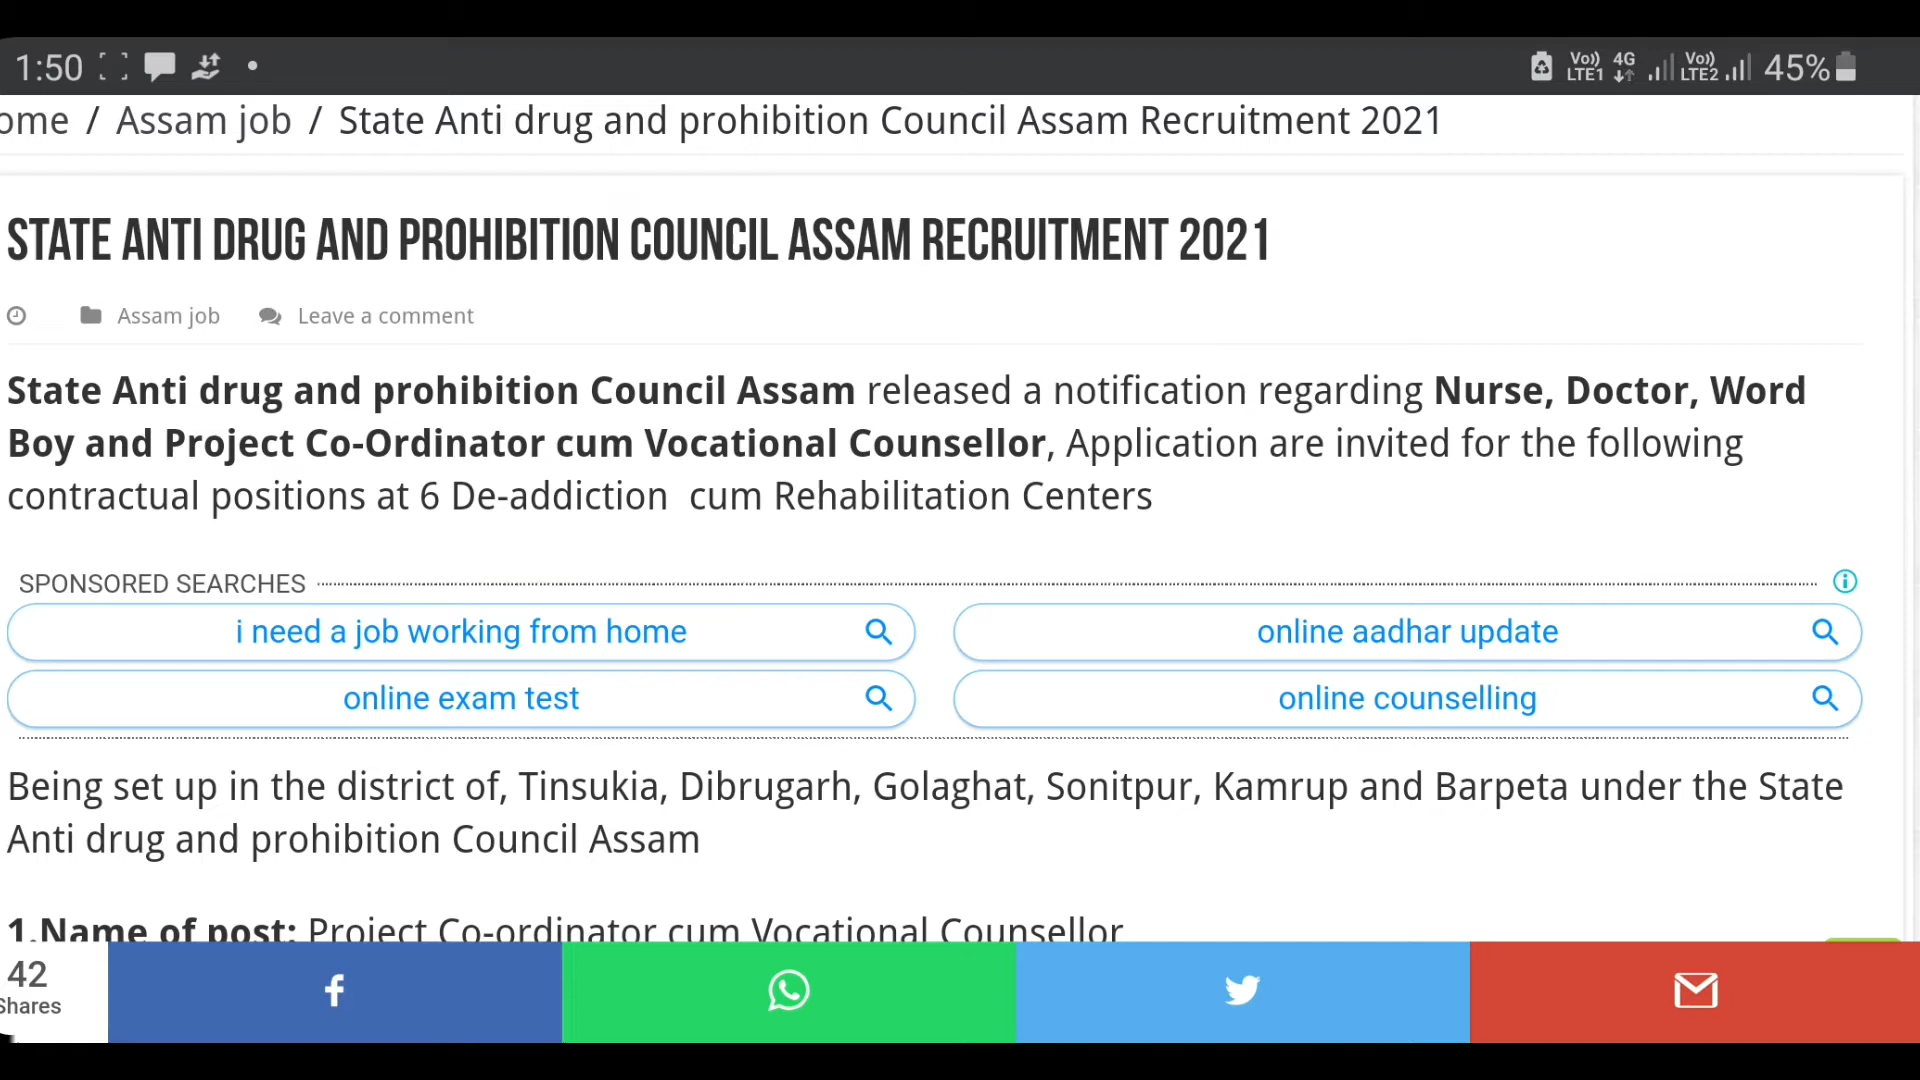 1:50 Vo)) LTE1 4G Vo)) LTE2 45%
ome / Assam job / State Anti drug and prohibition Council Assam Recruitment 2021
STATE ANTI DRUG AND PROHIBITION COUNCIL ASSAM RECRUITMENT 2021
Assam job Leave a comment
State Anti drug and prohibition Council Assam released a notification regarding Nurse, Doctor, Word
Boy and Project Co-Ordinator cum Vocational Counsellor, Application are invited for the following
contractual positions at 6 De-addiction cum Rehabilitation Centers
SPONSORED SEARCHES
i need a job working from home
online aadhar update
online exam test
online counselling
Being set up in the district of, Tinsukia, Dibrugarh, Golaghat, Sonitpur, Kamrup and Barpeta under the State
Anti drug and prohibition Council Assam
1.Name of post: Project Co-ordinator cum Vocational Counsellor
42
Shares